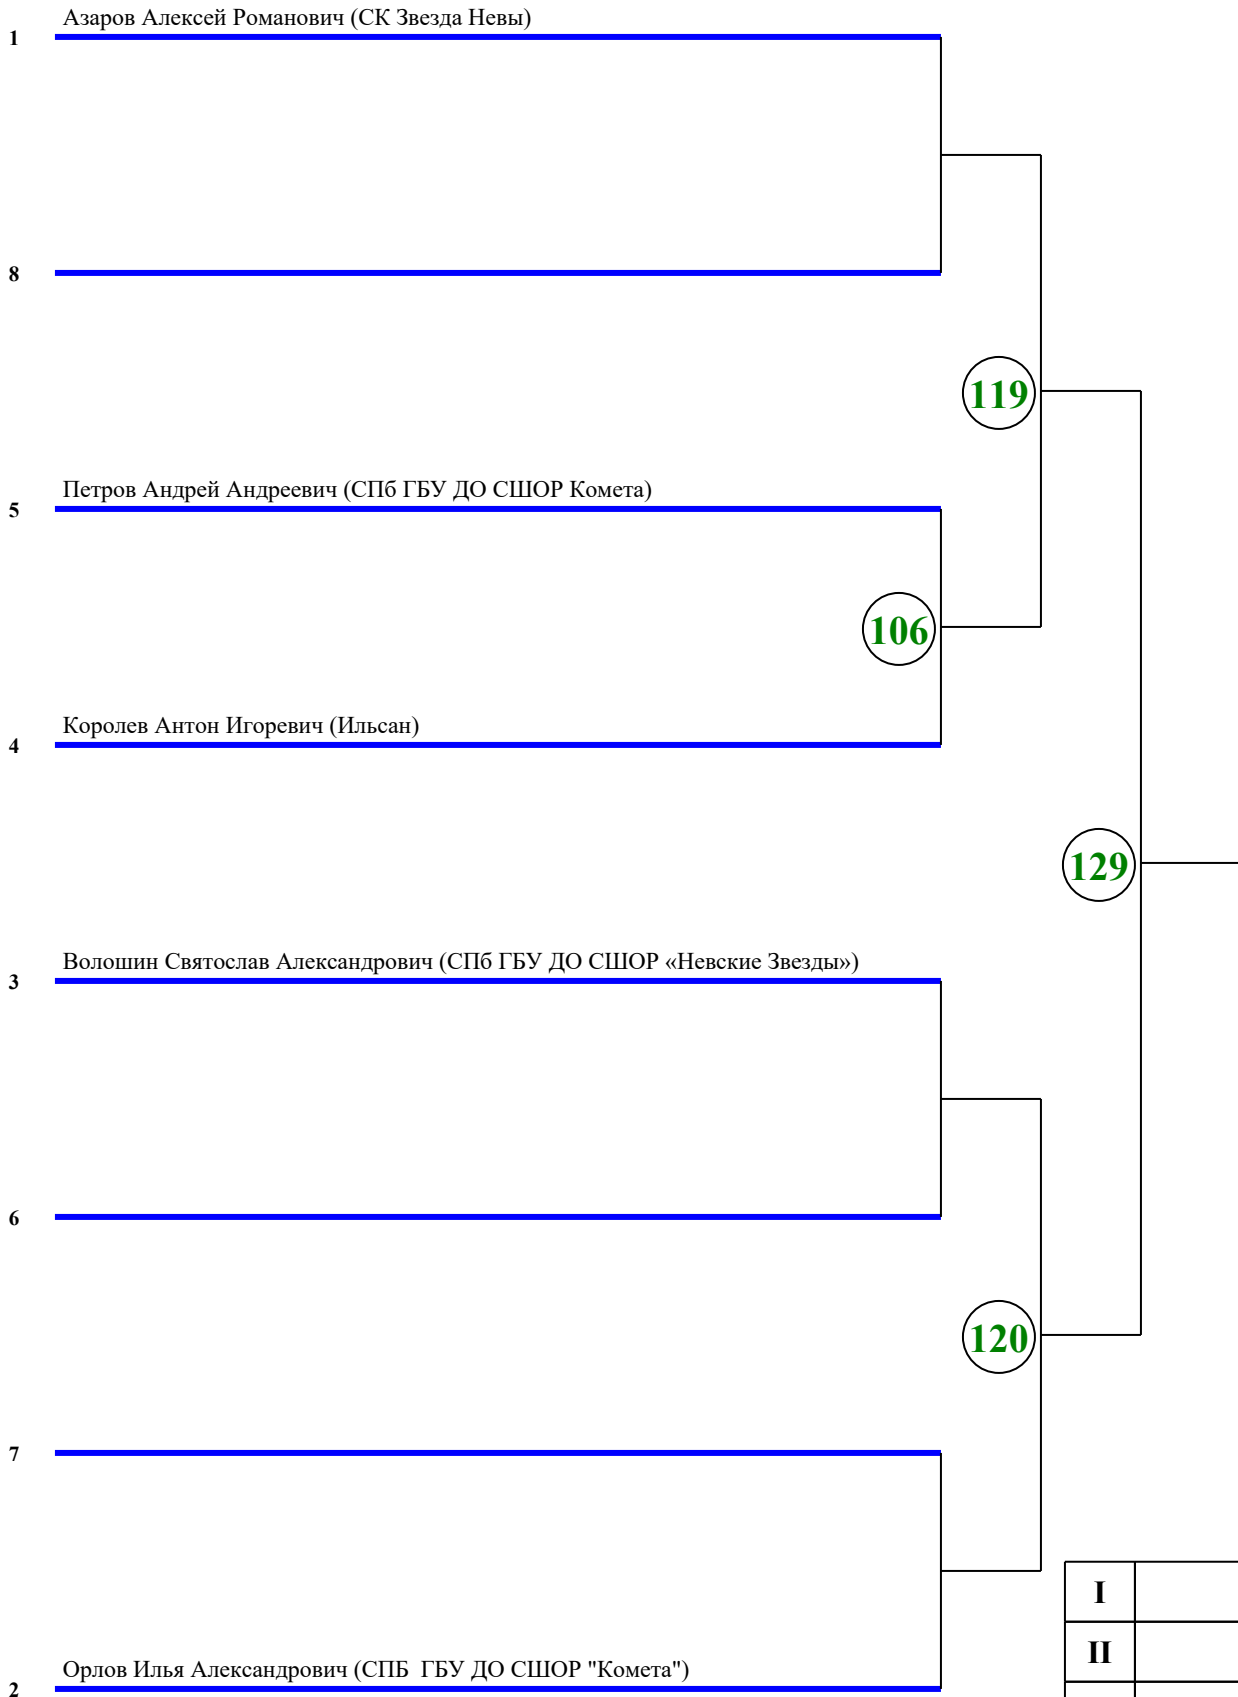 Азаров Алексей Романович (СК Звезда Невы)
1
8
119
Петров Андрей Андреевич (СПб ГБУ ДО СШОР Комета)
5
106
Королев Антон Игоревич (Ильсан)
4
129
Волошин Святослав Александрович (СПб ГБУ ДО СШОР «Невские Звезды»)
3
6
120
7
I
II
Орлов Илья Александрович (СПБ  ГБУ ДО СШОР "Комета")
2